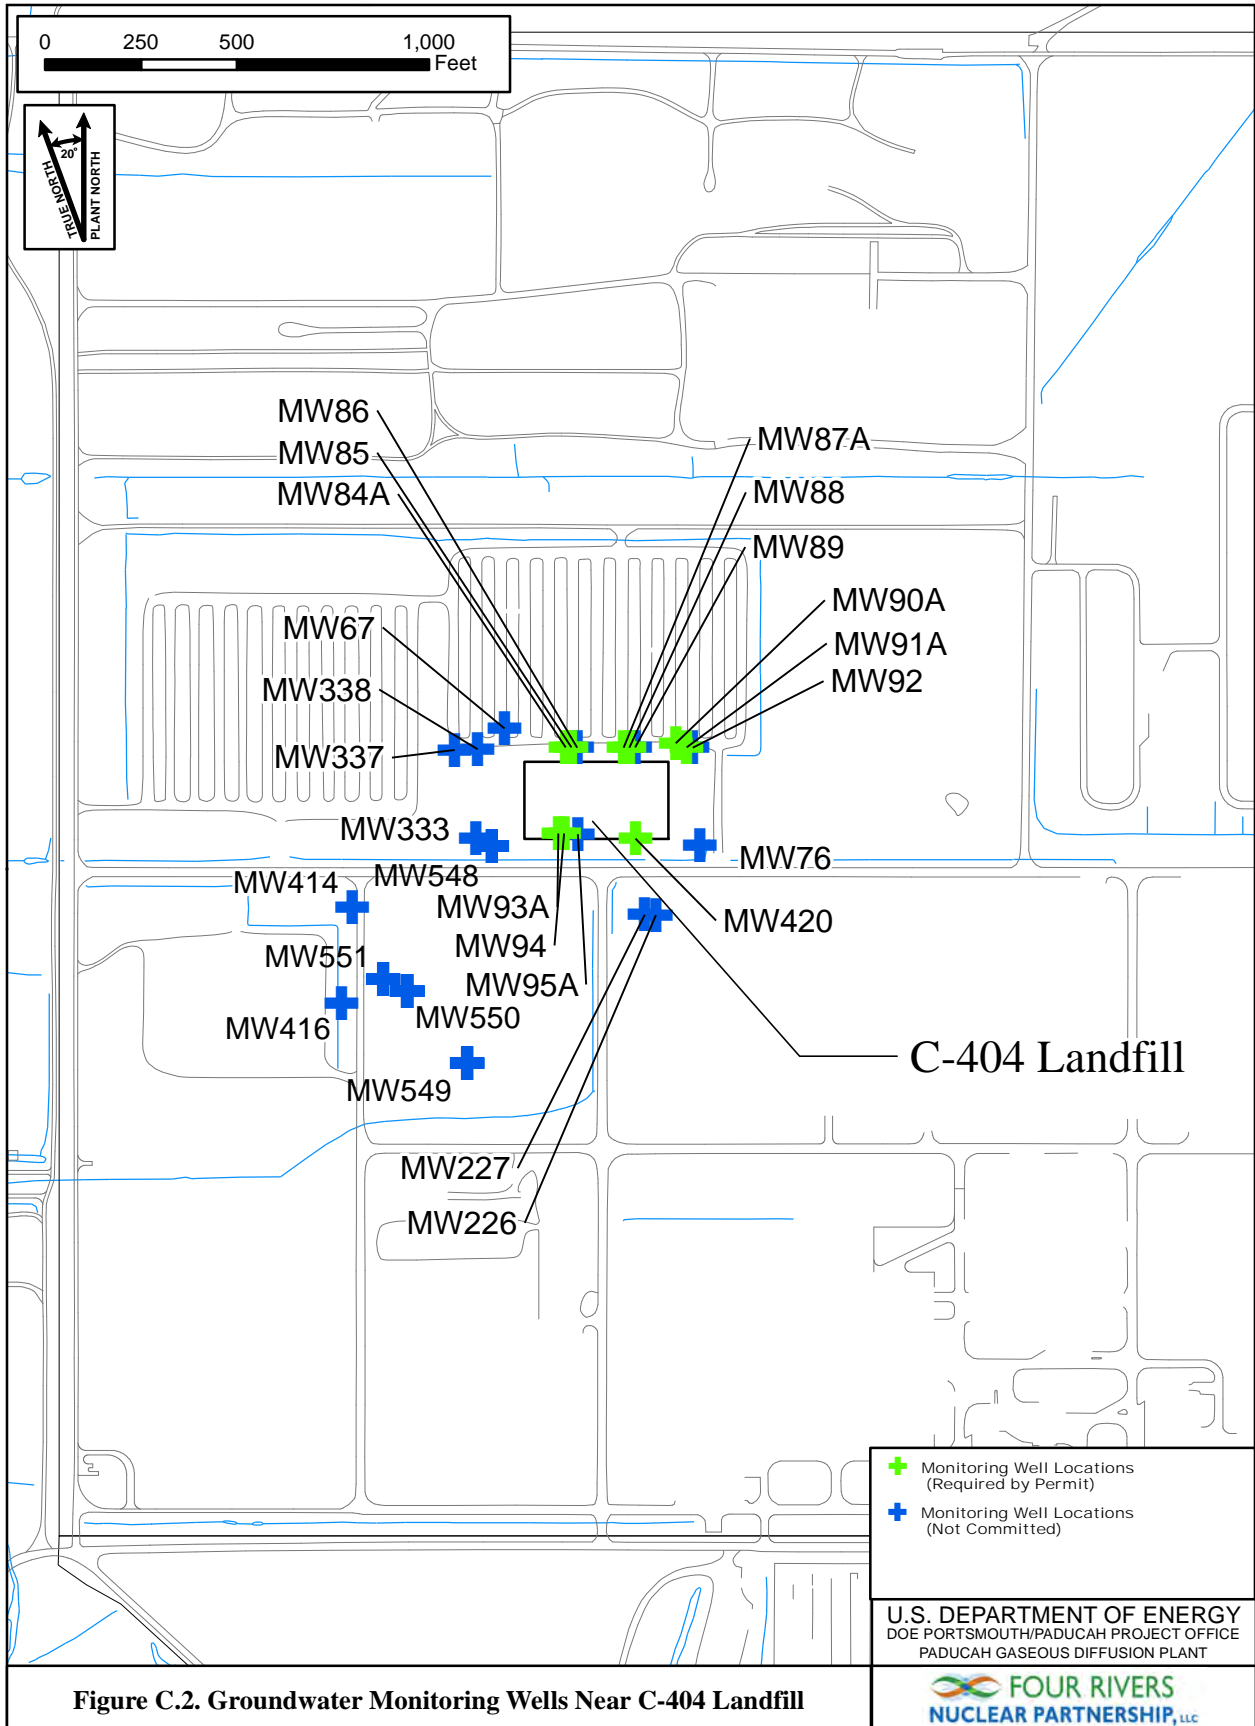 0 250 500 1,000
Feet
20°
TRUE NORTH
PLANT NORTH
MW86
MW87A
MW85
MW84A
MW88
MW89
MW90A
MW67
MW91A
MW338
MW92
MW337
MW333
MW76
MW548
MW414
MW93A
MW420
MW94
MW551
MW95A
MW550
MW416
C-404 Landfill
MW549
MW227
MW226
Monitoring Well Locations
(Required by Permit)
Monitoring Well Locations
(Not Committed)
U.S. DEPARTMENT OF ENERGY
DOE PORTSMOUTH/PADUCAH PROJECT OFFICE
PADUCAH GASEOUS DIFFUSION PLANT
Figure C.2. Groundwater Monitoring Wells Near C-404 Landfill
FOUR RIVERS
NUCLEAR PARTNERSHIP, LLC